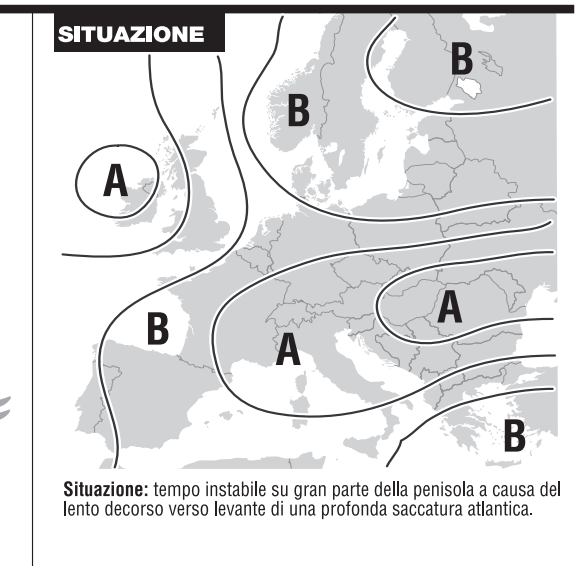 SITUAZIONE
B
B
A
B
A
A
B
Situazione: tempo instabile su gran parte della penisola a causa del
lento decorso verso levante di una profonda saccatura atlantica.